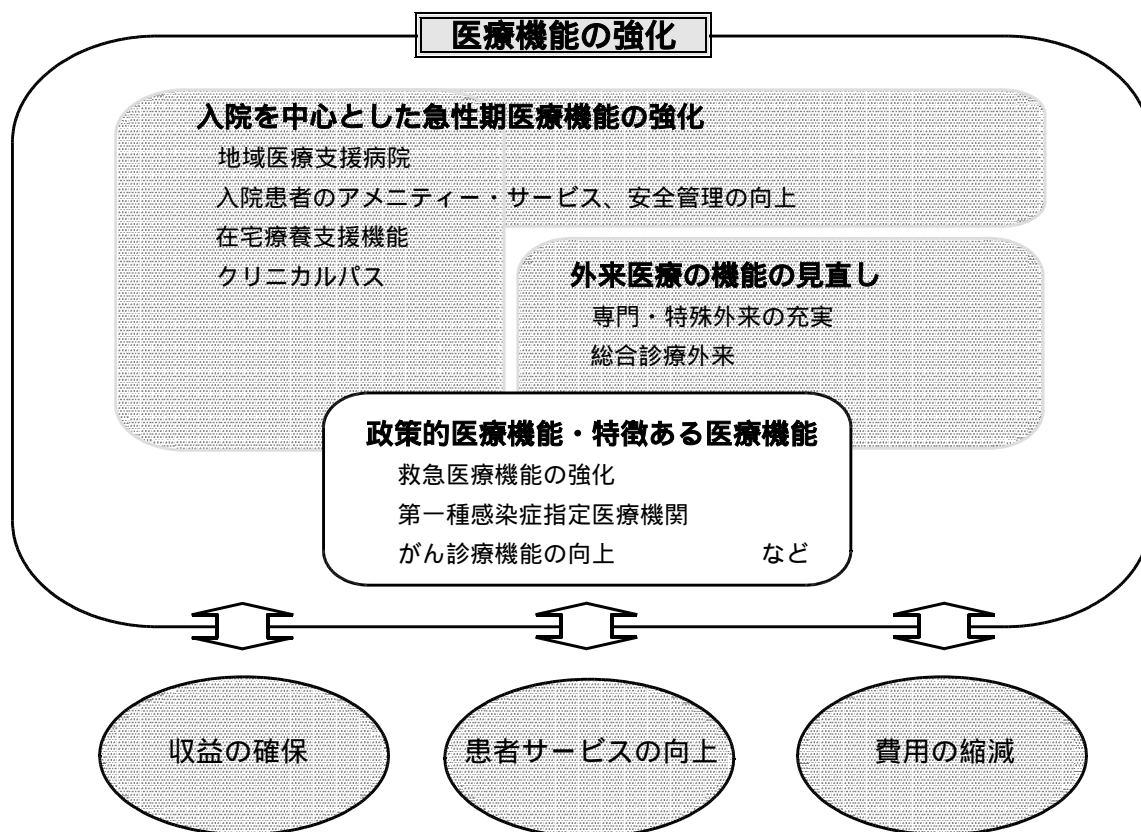 医療機能の強化
入院を中心とした急性期医療機能の強化
地域医療支援病院
入院患者のアメニティー・サービス、安全管理の向上
在宅療養支援機能
クリニカルパス
外来医療の機能の見直し
専門・特殊外来の充実
総合診療外来
政策的医療機能・特徴ある医療機能
救急医療機能の強化
第一種感染症指定医療機関
がん診療機能の向上 など
収益の確保
患者サービスの向上
費用の縮減